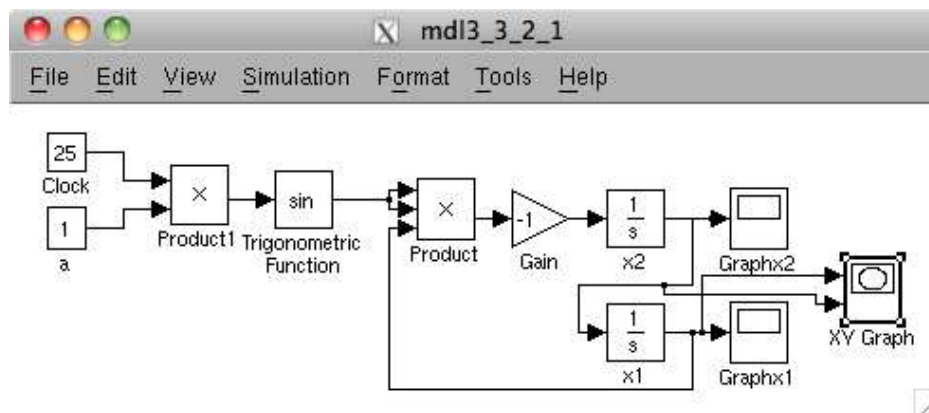 X mdl3_3_2_1
File Edit View Simulation Format Tools Help
25
Clock
1
a
×
Product1
sin
Trigonometric
Function
×
Product
-1
Gain
1
s
x2
Graphx2
1
s
x1
Graphx1
XY Graph